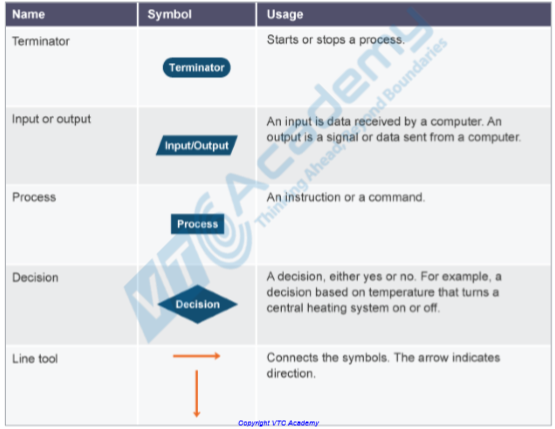 Name Symbol Usage
Terminator
Starts or stops a process.
Terminator
Input or output
An input is data received by a computer. An
output is a signal or data sent from a computer.
Input/Output
Process
An instruction or a command.
Process
Decision
A decision, either yes or no. For example, a
decision based on temperature that turns a
central heating system on or off.
Decision
Line tool
Connects the symbols. The arrow indicates
direction.
VTC Academy
Thinking Ahead, Beyond Boundaries
Copyright VTC Academy